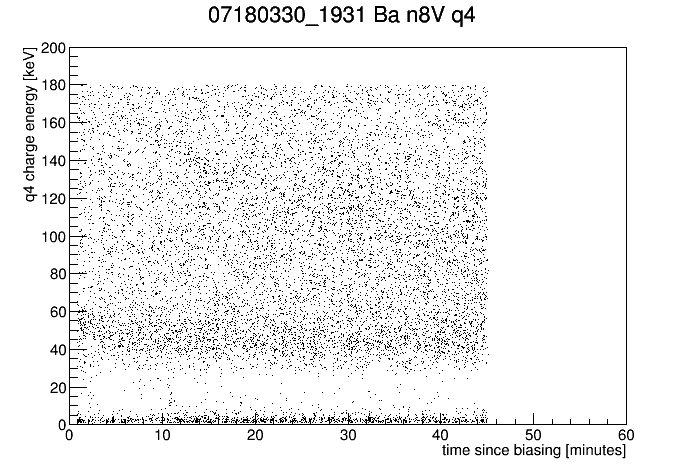 07180330_1931 Ba n8V q4
q4 charge energy [keV]
200
180
160
140
120
100
80
60
40
20
0
0 10 20 30 40 50 60
time since biasing [minutes]